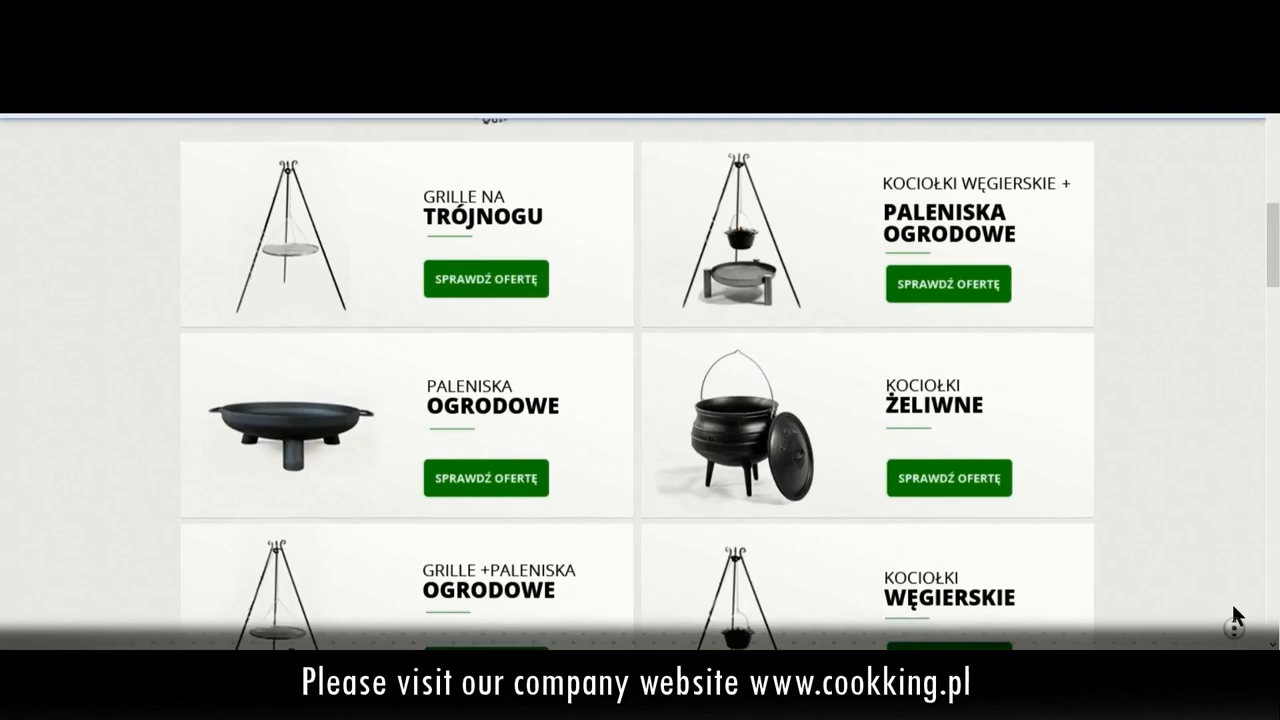 GRILLE NA
TRÓJNOGU
SPRAWDŹ OFERTĘ
KOCIOŁKI WĘGIERSKIE +
PALENISKA
OGRODOWE
SPRAWDŹ OFERTĘ
PALENISKA
OGRODOWE
SPRAWDŹ OFERTĘ
KOCIOŁKI
ŻELIWNE
SPRAWDŹ OFERTĘ
GRILLE +PALENISKA
OGRODOWE
KOCIOŁKI
WĘGIERSKIE
Please visit our company website www.cookking.pl